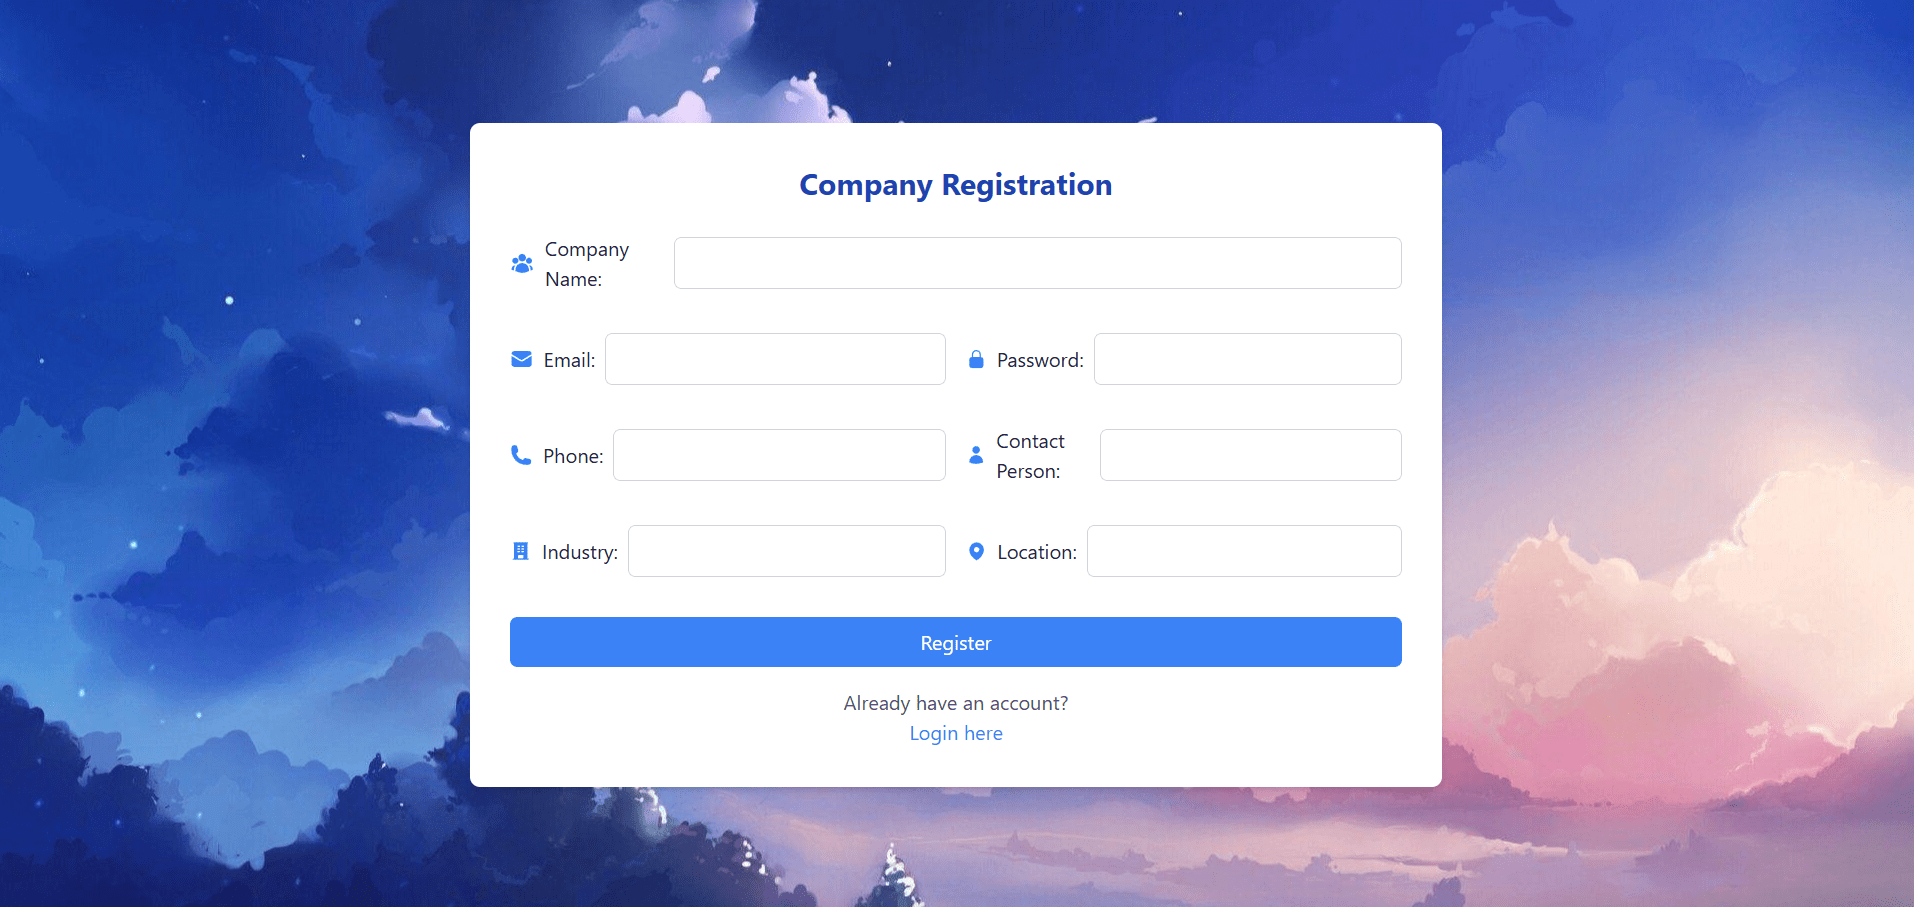 Company Registration
Company
Name:
Email:
Password:
Phone:
Contact
Person:
Industry:
Location:
Register
Already have an account?
Login here